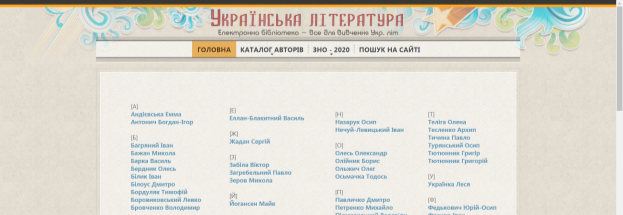 Українська література
Електронна бібліотека — Все для Вивчення Укр. літ
ГОЛОВНА
КАТАЛОГ АВТОРІВ
ЗНО - 2020
ПОШУК НА САЙТІ
[А]
Андієвська Емма
Антонич Богдан-Ігор
[Б]
Багряний Іван
Бажан Микола
Барка Василь
Бердник Олесь
Білик Іван
Білоус Дмитро
Бордуляк Тимофій
Боровиковський Левко
Бровченко Володимир
[Е]
Еллан-Блакитний Василь
[Ж]
Жадан Сергій
[З]
Забіла Віктор
Загребельний Павло
Зеров Микола
[Й]
Йогансен Майк
[Н]
Назарук Осип
Нечуй-Левицький Іван
[О]
Олесь Олександр
Олійник Борис
Ольжич Олег
Осьмачка Тодось
[П]
Павличко Дмитро
Петренко Михайло
[Т]
Теліга Олена
Тесленко Архип
Тичина Павло
Турянський Осип
Тютюнник Григір
Тютюнник Григорій
[У]
Українка Леся
[Ф]
Федькович Юрій-Осип